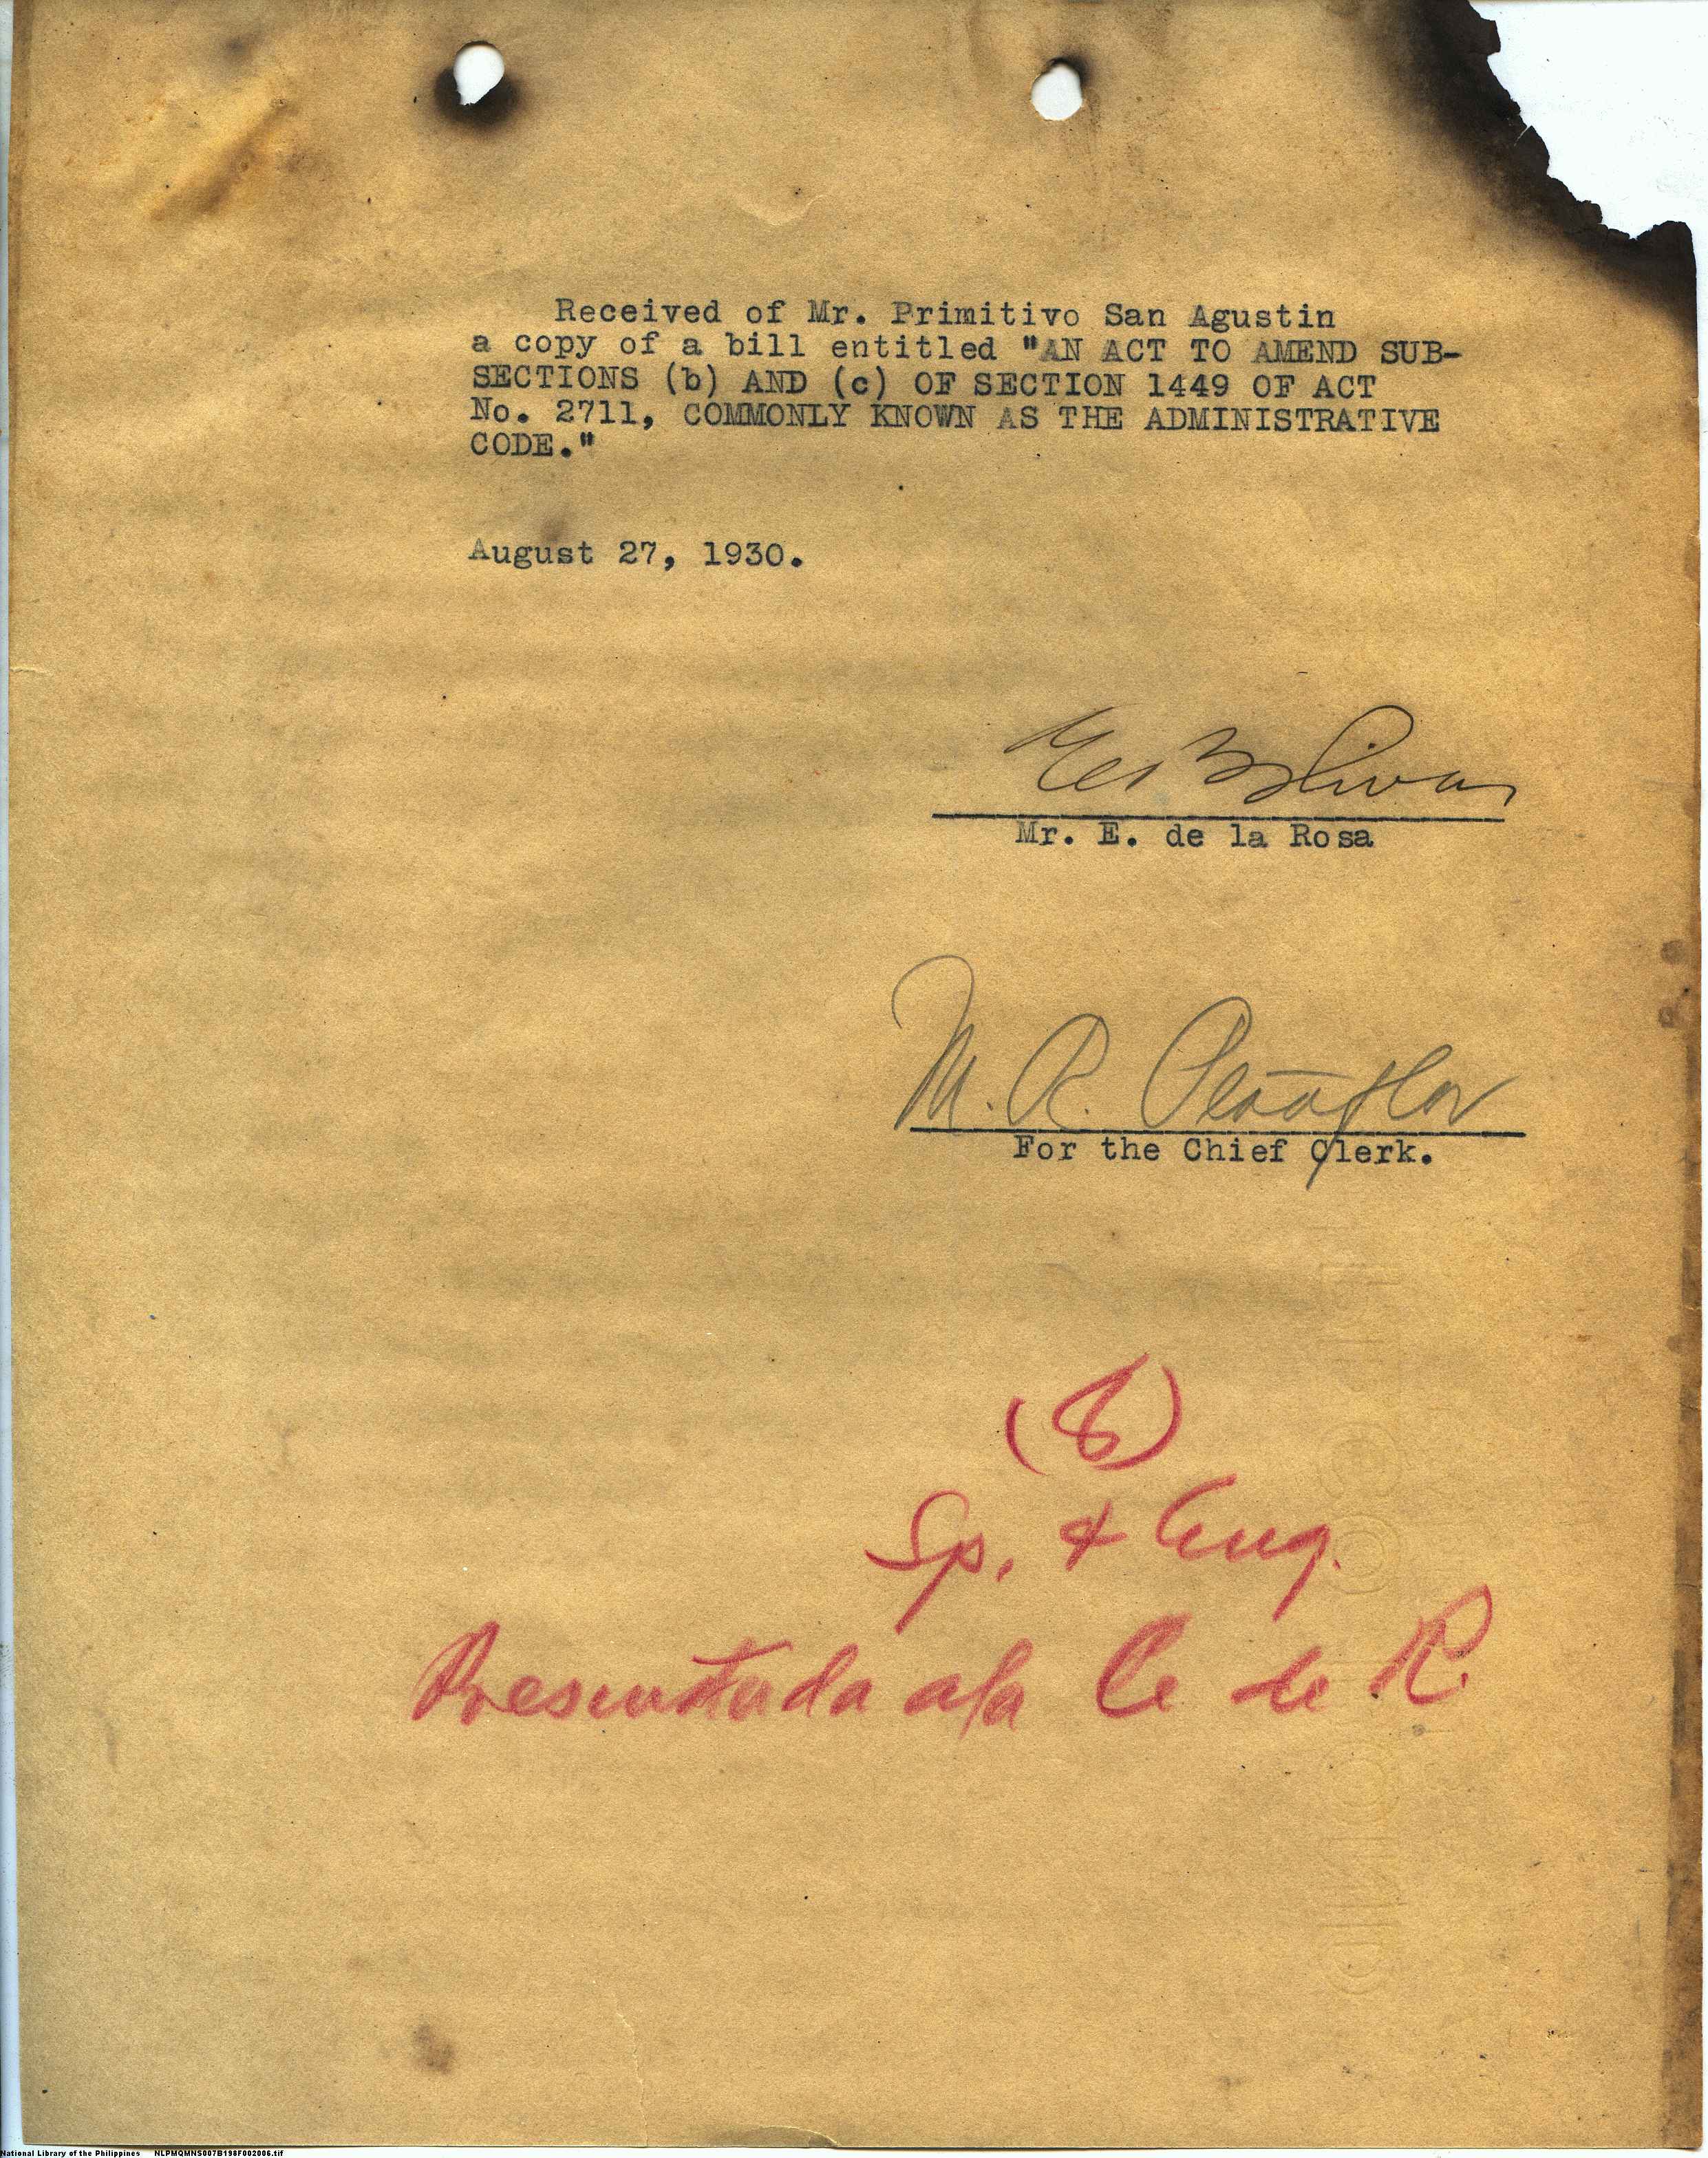 Received of Mr. Primitivo San Agustin
a copy of a bill entitled "AN ACT TO AMEND SUB-
SECTIONS (b) AND (c) OF SECTION 1449 OF ACT
No. 2711, COMMONLY KNOWN AS THE ADMINISTRATIVE
CODE."
August 27, 1930.
Mr. E. de la Rosa
M. R. Peñaflor
For the Chief Clerk.
Sp. & Eng.
Presentada a la C. de R.
National Library of the Philippines NLPMQMNS007B198F002006.tif